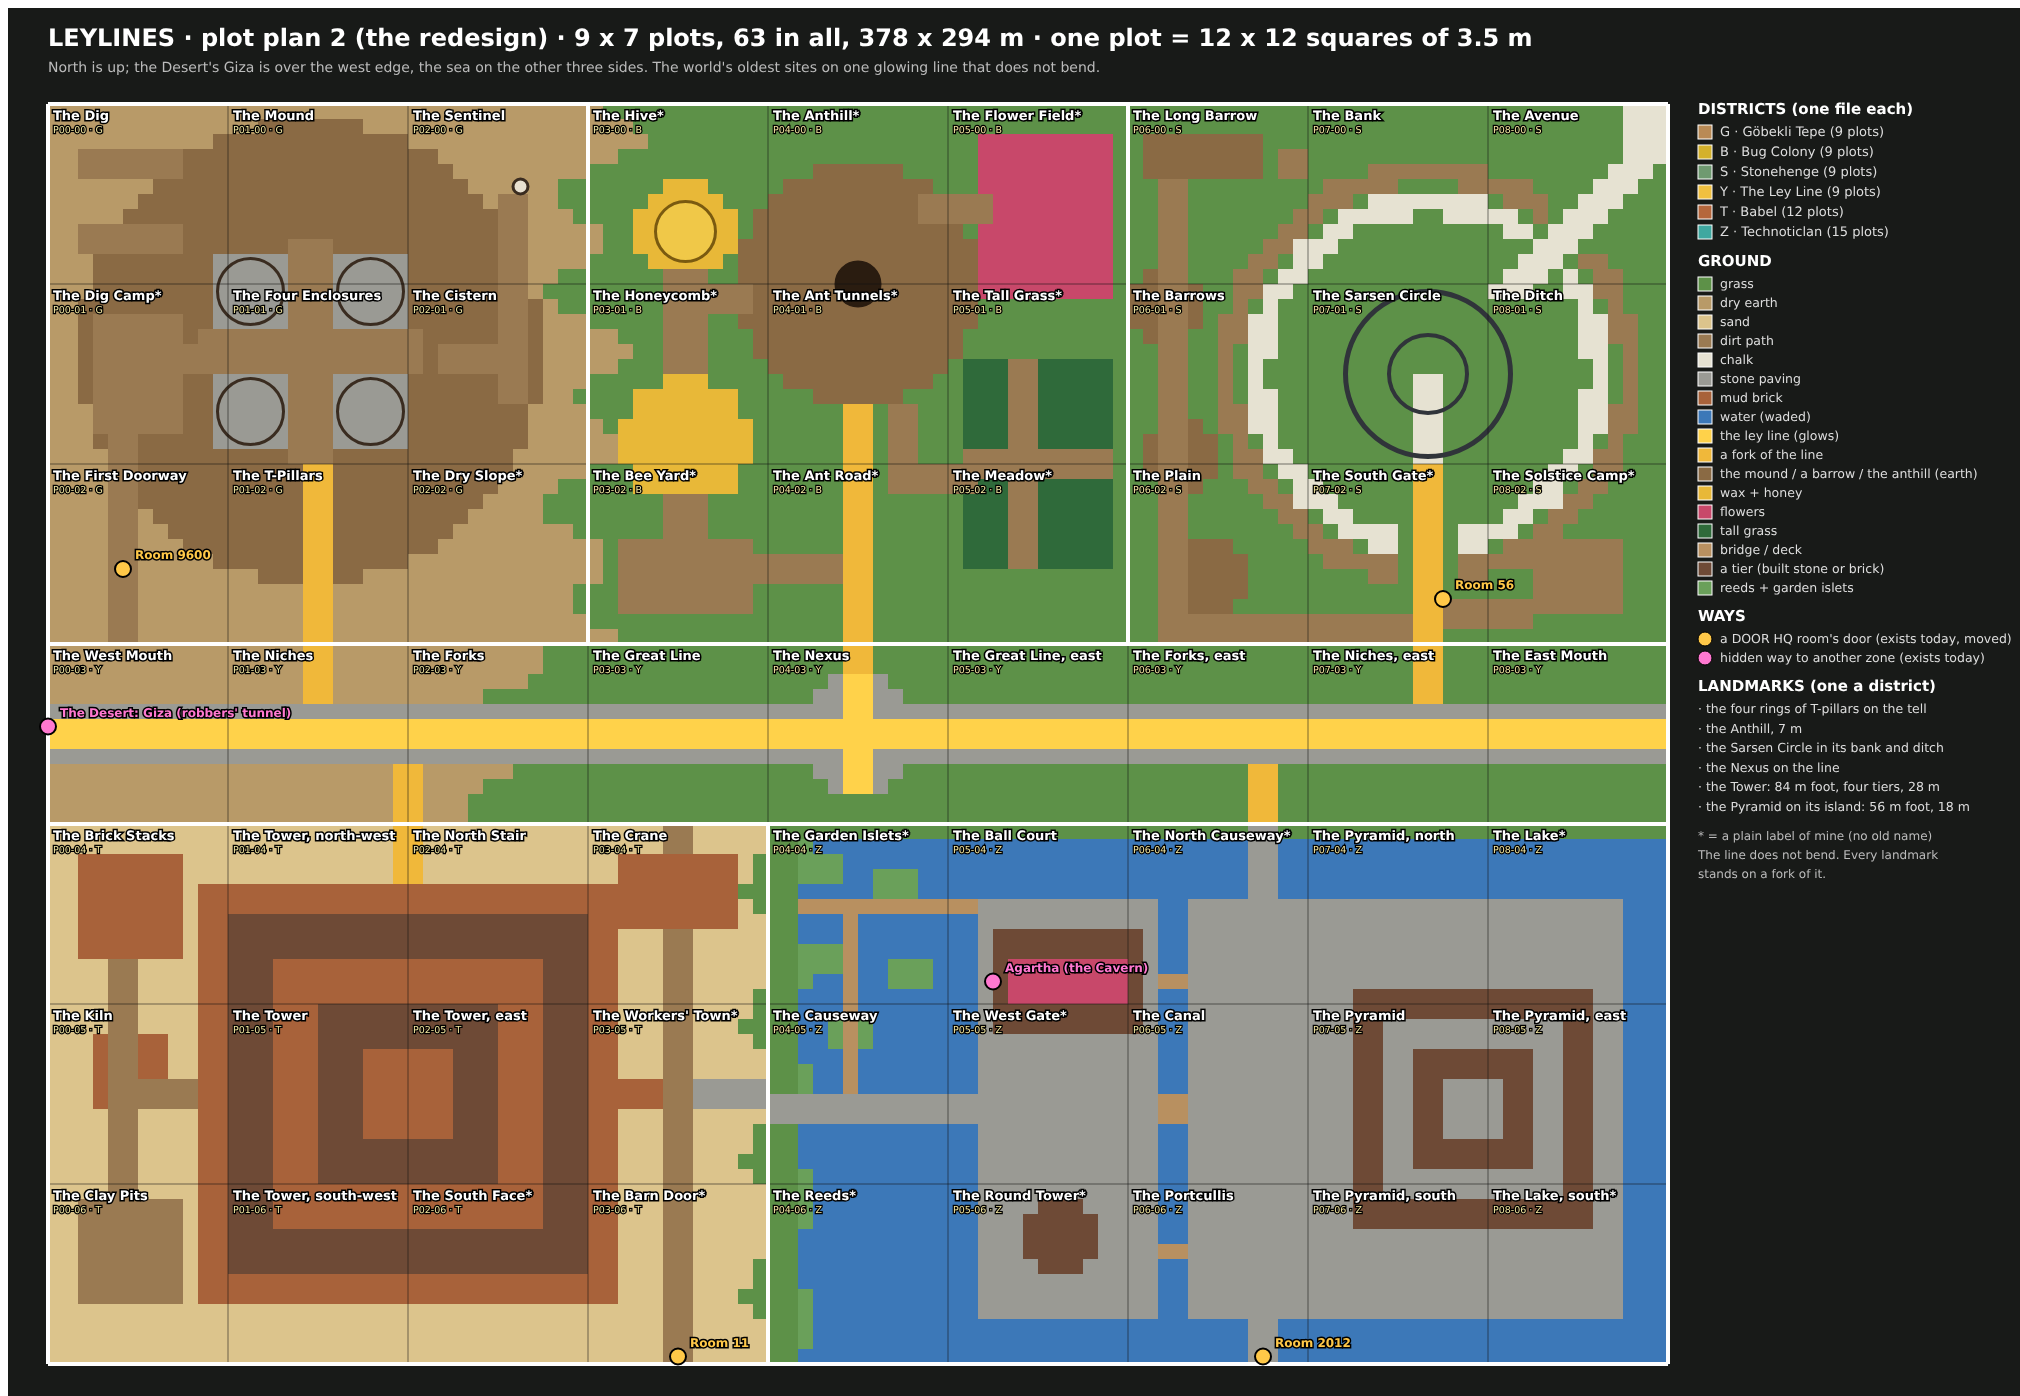 LEYLINES · plot plan 2 (the redesign) · 9 x 7 plots, 63 in all, 378 x 294 m · one plot = 12 x 12 squares of 3.5 m
North is up; the Desert's Giza is over the west edge, the sea on the other three sides. The world's oldest sites on one glowing line that does not bend.
The Dig
P00-00 · G
The Mound
P01-00 · G
The Sentinel
P02-00 · G
The Hive*
P03-00 · B
The Anthill*
P04-00 · B
The Flower Field*
P05-00 · B
The Long Barrow
P06-00 · S
The Bank
P07-00 · S
The Avenue
P08-00 · S
The Dig Camp*
P00-01 · G
The Four Enclosures
P01-01 · G
The Cistern
P02-01 · G
The Honeycomb*
P03-01 · B
The Ant Tunnels*
P04-01 · B
The Tall Grass*
P05-01 · B
The Barrows
P06-01 · S
The Sarsen Circle
P07-01 · S
The Ditch
P08-01 · S
The First Doorway
P00-02 · G
The T-Pillars
P01-02 · G
The Dry Slope*
P02-02 · G
The Bee Yard*
P03-02 · B
The Ant Road*
P04-02 · B
The Meadow*
P05-02 · B
The Plain
P06-02 · S
The South Gate*
P07-02 · S
The Solstice Camp*
P08-02 · S
Room 9600
Room 56
The West Mouth
P00-03 · Y
The Niches
P01-03 · Y
The Forks
P02-03 · Y
The Great Line
P03-03 · Y
The Nexus
P04-03 · Y
The Great Line, east
P05-03 · Y
The Forks, east
P06-03 · Y
The Niches, east
P07-03 · Y
The East Mouth
P08-03 · Y
The Desert: Giza (robbers' tunnel)
The Brick Stacks
P00-04 · T
The Tower, north-west
P01-04 · T
The North Stair
P02-04 · T
The Crane
P03-04 · T
The Garden Islets*
P04-04 · Z
The Ball Court
P05-04 · Z
The North Causeway*
P06-04 · Z
The Pyramid, north
P07-04 · Z
The Lake*
P08-04 · Z
Agartha (the Cavern)
The Kiln
P00-05 · T
The Tower
P01-05 · T
The Tower, east
P02-05 · T
The Workers' Town*
P03-05 · T
The Causeway
P04-05 · Z
The West Gate*
P05-05 · Z
The Canal
P06-05 · Z
The Pyramid
P07-05 · Z
The Pyramid, east
P08-05 · Z
The Clay Pits
P00-06 · T
The Tower, south-west
P01-06 · T
The South Face*
P02-06 · T
The Barn Door*
P03-06 · T
The Reeds*
P04-06 · Z
The Round Tower*
P05-06 · Z
The Portcullis
P06-06 · Z
The Pyramid, south
P07-06 · Z
The Lake, south*
P08-06 · Z
Room 11
Room 2012
DISTRICTS (one file each)
G · Göbekli Tepe (9 plots)
B · Bug Colony (9 plots)
S · Stonehenge (9 plots)
Y · The Ley Line (9 plots)
T · Babel (12 plots)
Z · Technoticlan (15 plots)
GROUND
grass
dry earth
sand
dirt path
chalk
stone paving
mud brick
water (waded)
the ley line (glows)
a fork of the line
the mound / a barrow / the anthill (earth)
wax + honey
flowers
tall grass
bridge / deck
a tier (built stone or brick)
reeds + garden islets
WAYS
a DOOR HQ room's door (exists today, moved)
hidden way to another zone (exists today)
LANDMARKS (one a district)
· the four rings of T-pillars on the tell
· the Anthill, 7 m
· the Sarsen Circle in its bank and ditch
· the Nexus on the line
· the Tower: 84 m foot, four tiers, 28 m
· the Pyramid on its island: 56 m foot, 18 m
* = a plain label of mine (no old name)
The line does not bend. Every landmark
stands on a fork of it.